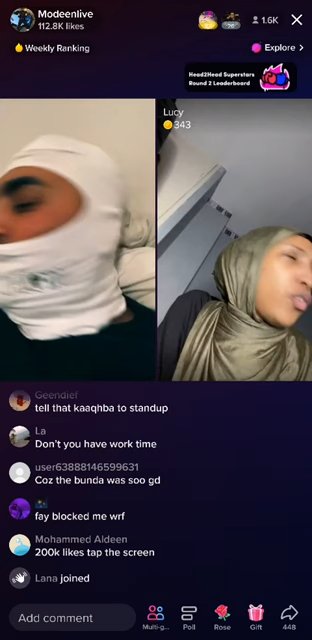 Modeenlive
112.8K likes
20
1.6K
Weekly Ranking
Explore >
Head2Head Superstars
Round 2 Leaderboard
Lucy
343
Geendief
tell that kaaqhba to standup
La
Don't you have work time
user63888146599631
Coz the bunda was soo gd
fay blocked me wrf
Mohammed Aldeen
200k likes tap the screen
Lana joined
Add comment
Multi-g...
Poll
Rose
Gift
448